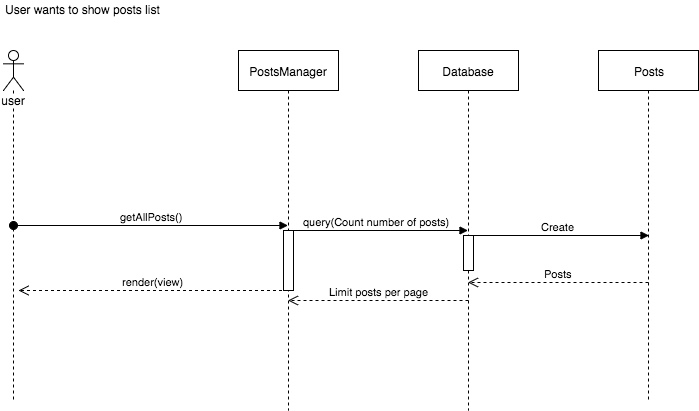 User wants to show posts list
user
PostsManager
Database
Posts
getAllPosts()
query(Count number of posts)
Create
Posts
render(view)
Limit posts per page